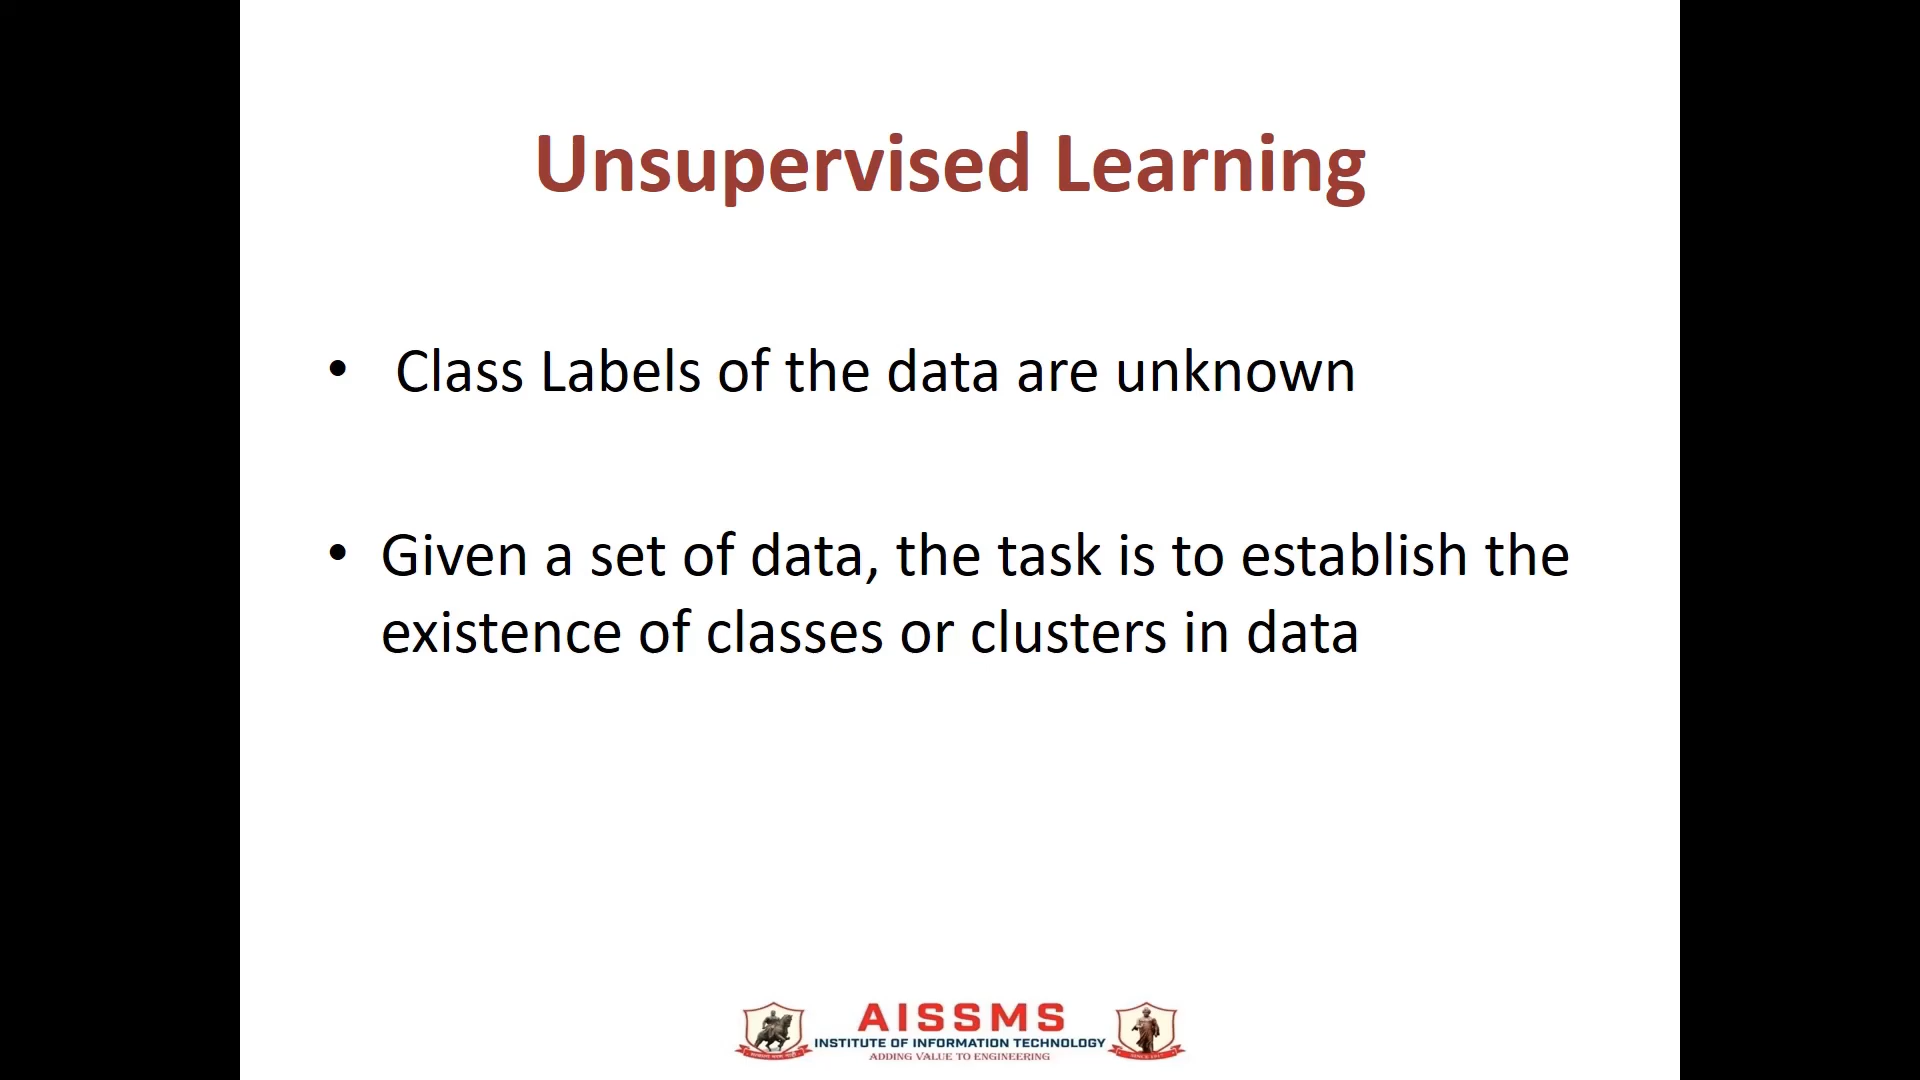 Unsupervised Learning
• Class Labels of the data are unknown
• Given a set of data, the task is to establish the
existence of classes or clusters in data
AISSMS
INSTITUTE OF INFORMATION TECHNOLOGY
ADDING VALUE TO ENGINEERING